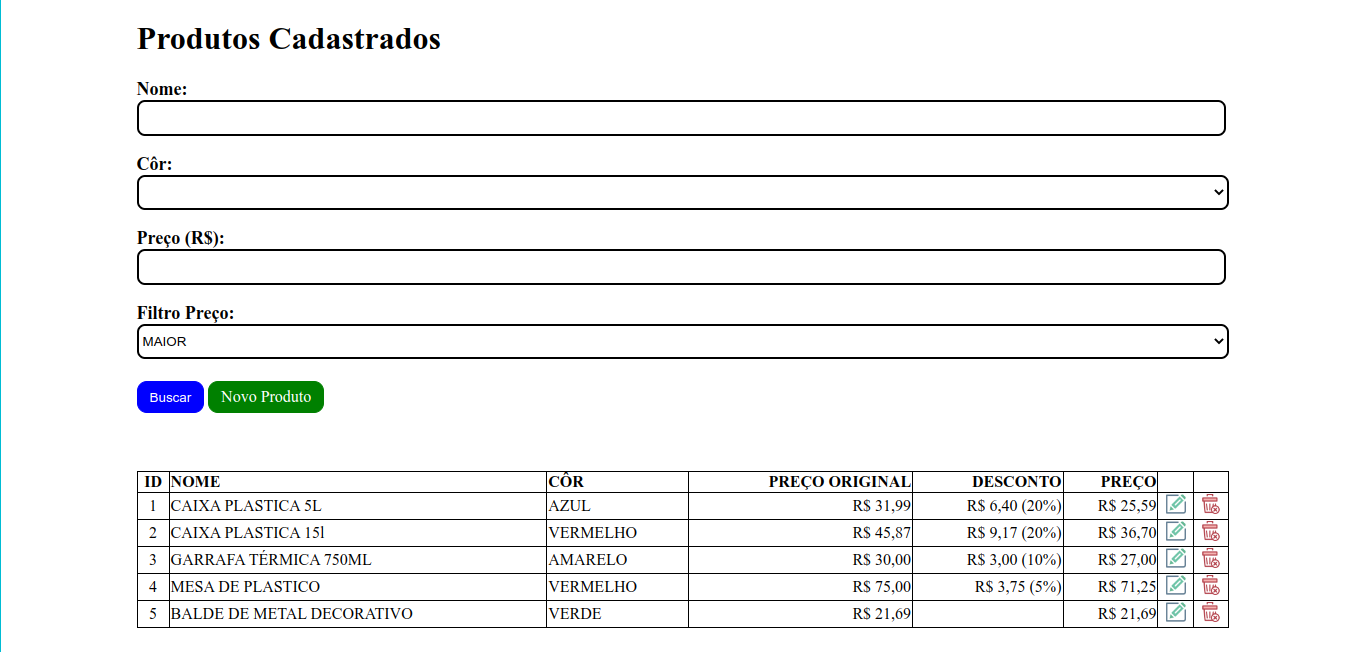 Produtos Cadastrados
Nome:
Côr:
Preço (R$):
Filtro Preço:
MAIOR
Buscar Novo Produto
ID NOME CÔR PREÇO ORIGINAL DESCONTO PREÇO
1 CAIXA PLASTICA 5L AZUL R$ 31,99 R$ 6,40 (20%) R$ 25,59
2 CAIXA PLASTICA 15l VERMELHO R$ 45,87 R$ 9,17 (20%) R$ 36,70
3 GARRAFA TÉRMICA 750ML AMARELO R$ 30,00 R$ 3,00 (10%) R$ 27,00
4 MESA DE PLASTICO VERMELHO R$ 75,00 R$ 3,75 (5%) R$ 71,25
5 BALDE DE METAL DECORATIVO VERDE R$ 21,69 R$ 21,69